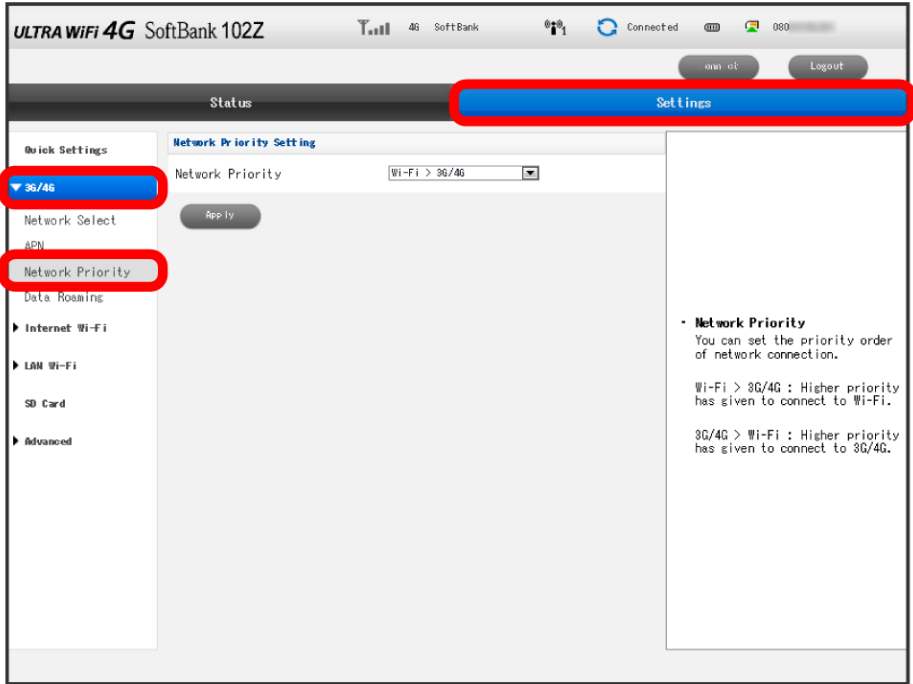 ULTRA WiFi 4G SoftBank 102Z
4G SoftBank
1
Connected
080
Logout
Status
Settings
Quick Settings
3G/4G
Network Select
APN
Network Priority
Data Roaming
Internet Wi-Fi
LAN Wi-Fi
SD Card
Advanced
Network Priority Setting
Network Priority
Wi-Fi > 3G/4G
Apply
· Network Priority
You can set the priority order
of network connection.
Wi-Fi > 3G/4G : Higher priority
has given to connect to Wi-Fi.
3G/4G > Wi-Fi : Higher priority
has given to connect to 3G/4G.